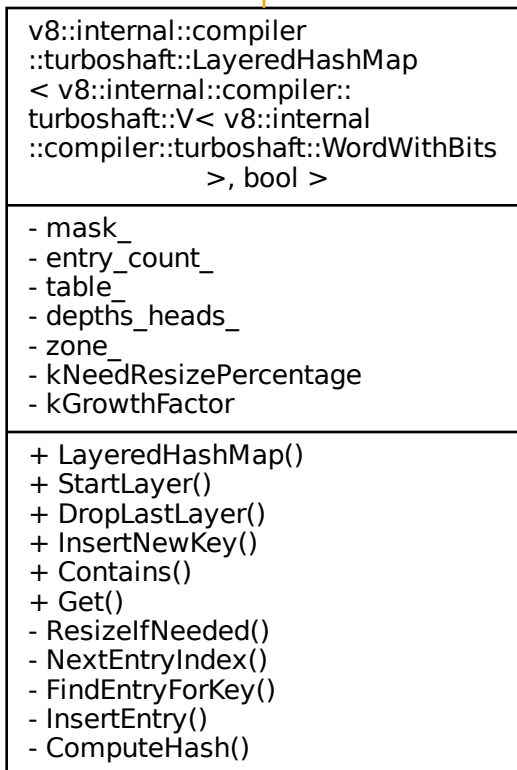 v8::internal::compiler
::turboshaft::LayeredHashMap
< v8::internal::compiler::
turboshaft::V< v8::internal
::compiler::turboshaft::WordWithBits
>, bool >
- mask_
- entry_count_
- table_
- depths_heads_
- zone_
- kNeedResizePercentage
- kGrowthFactor
+ LayeredHashMap()
+ StartLayer()
+ DropLastLayer()
+ InsertNewKey()
+ Contains()
+ Get()
- ResizeIfNeeded()
- NextEntryIndex()
- FindEntryForKey()
- InsertEntry()
- ComputeHash()